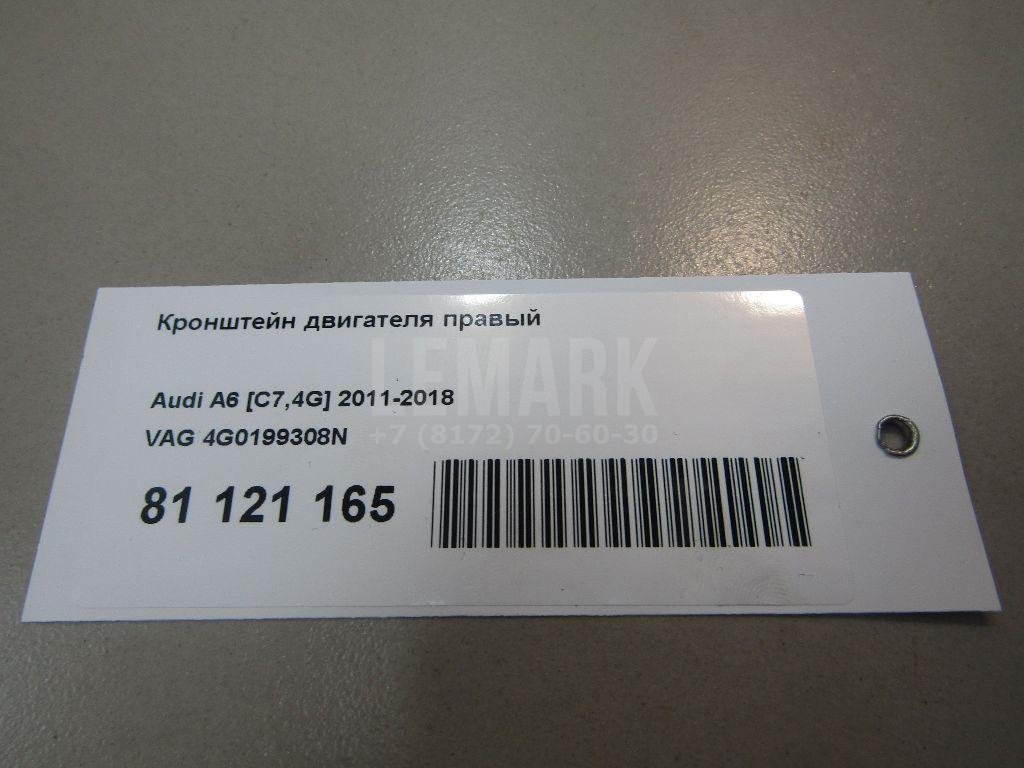 Кронштейн двигателя правый
LEMARK
Audi A6 [C7,4G] 2011-2018
VAG 4G0199308N
+7 (8172) 70-60-30
81 121 165